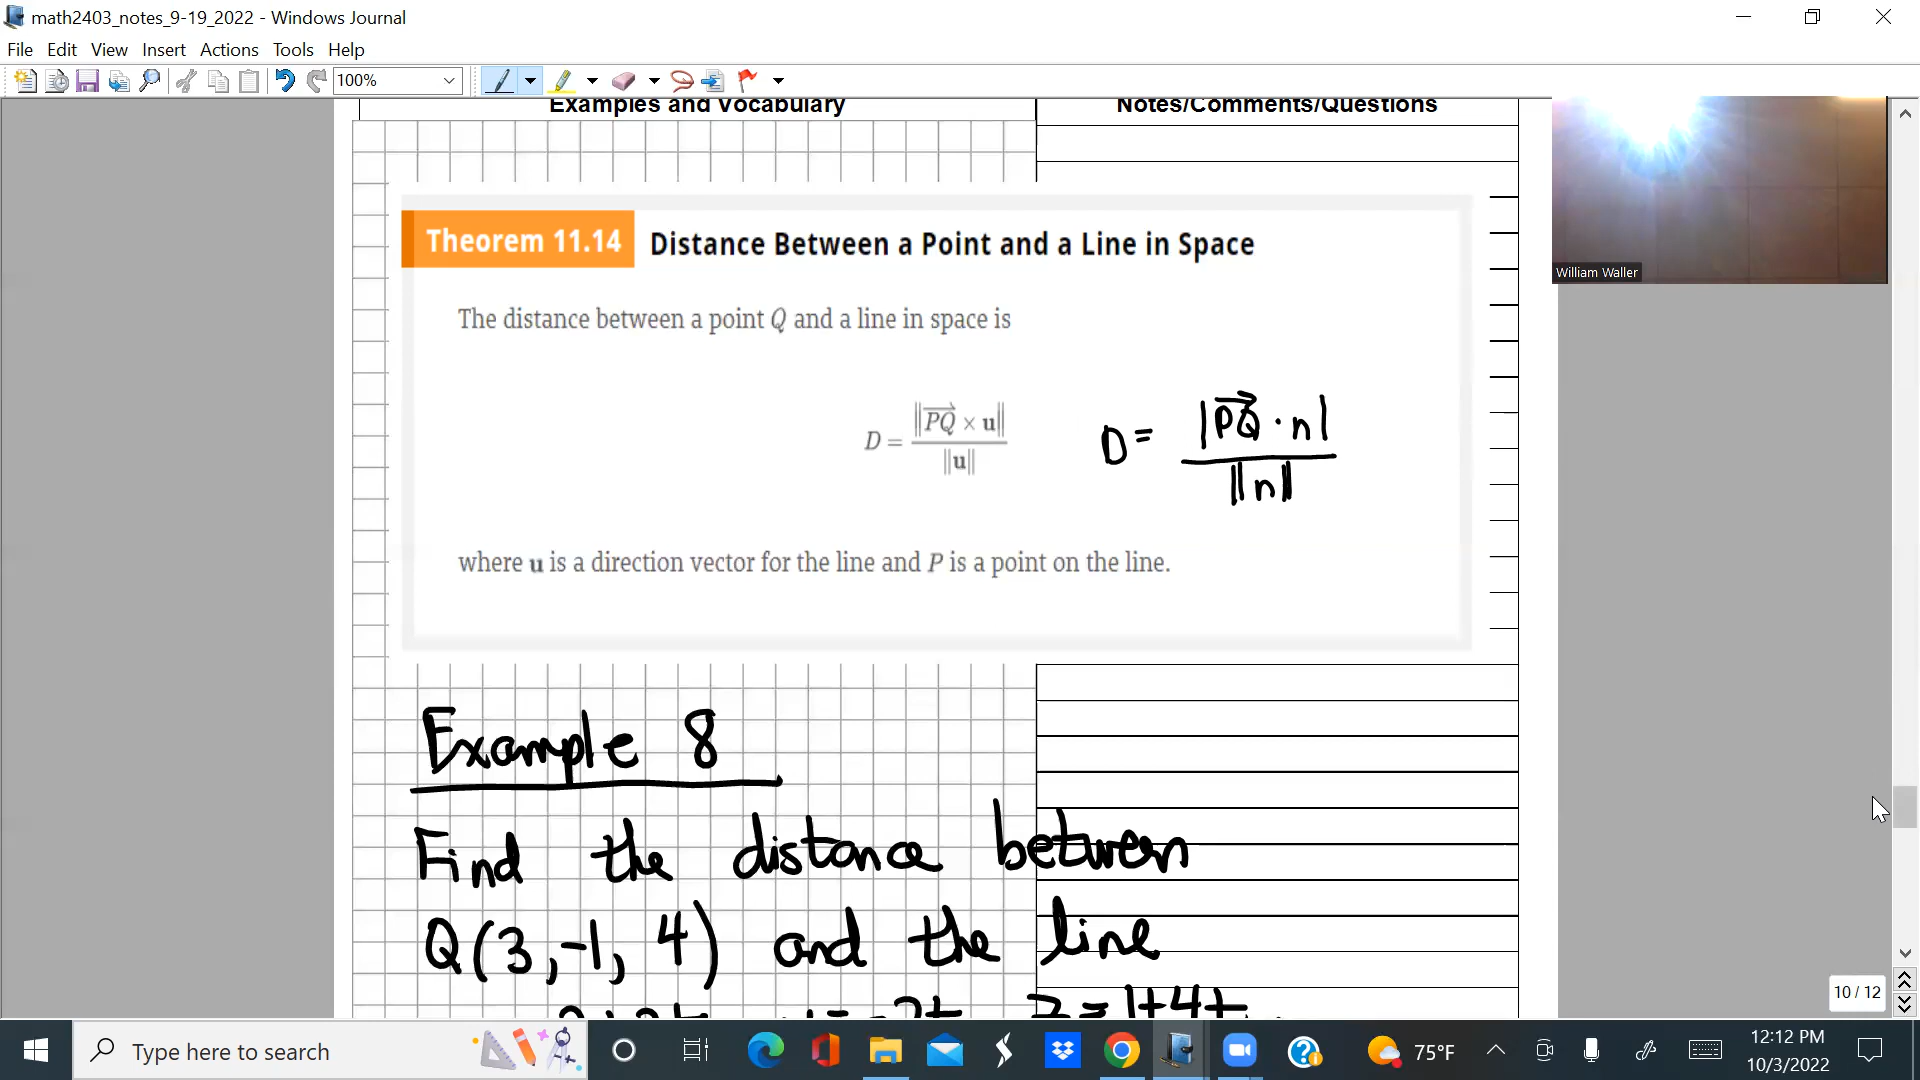 math2403_notes_9-19_2022 - Windows Journal
File Edit View Insert Actions Tools Help
100%
Examples and Vocabulary
Notes/Comments/Questions
William Waller
Theorem 11.14 Distance Between a Point and a Line in Space
The distance between a point Q and a line in space is
D = ‖PQ⃗ × u‖ / ‖u‖
D = |PQ⃗ · n| / ‖n‖
where u is a direction vector for the line and P is a point on the line.
Example 8
Find the distance between
Q(3, -1, 4) and the line
y = -2t, z = 1+4t
10 / 12
Type here to search
75°F
12:12 PM
10/3/2022